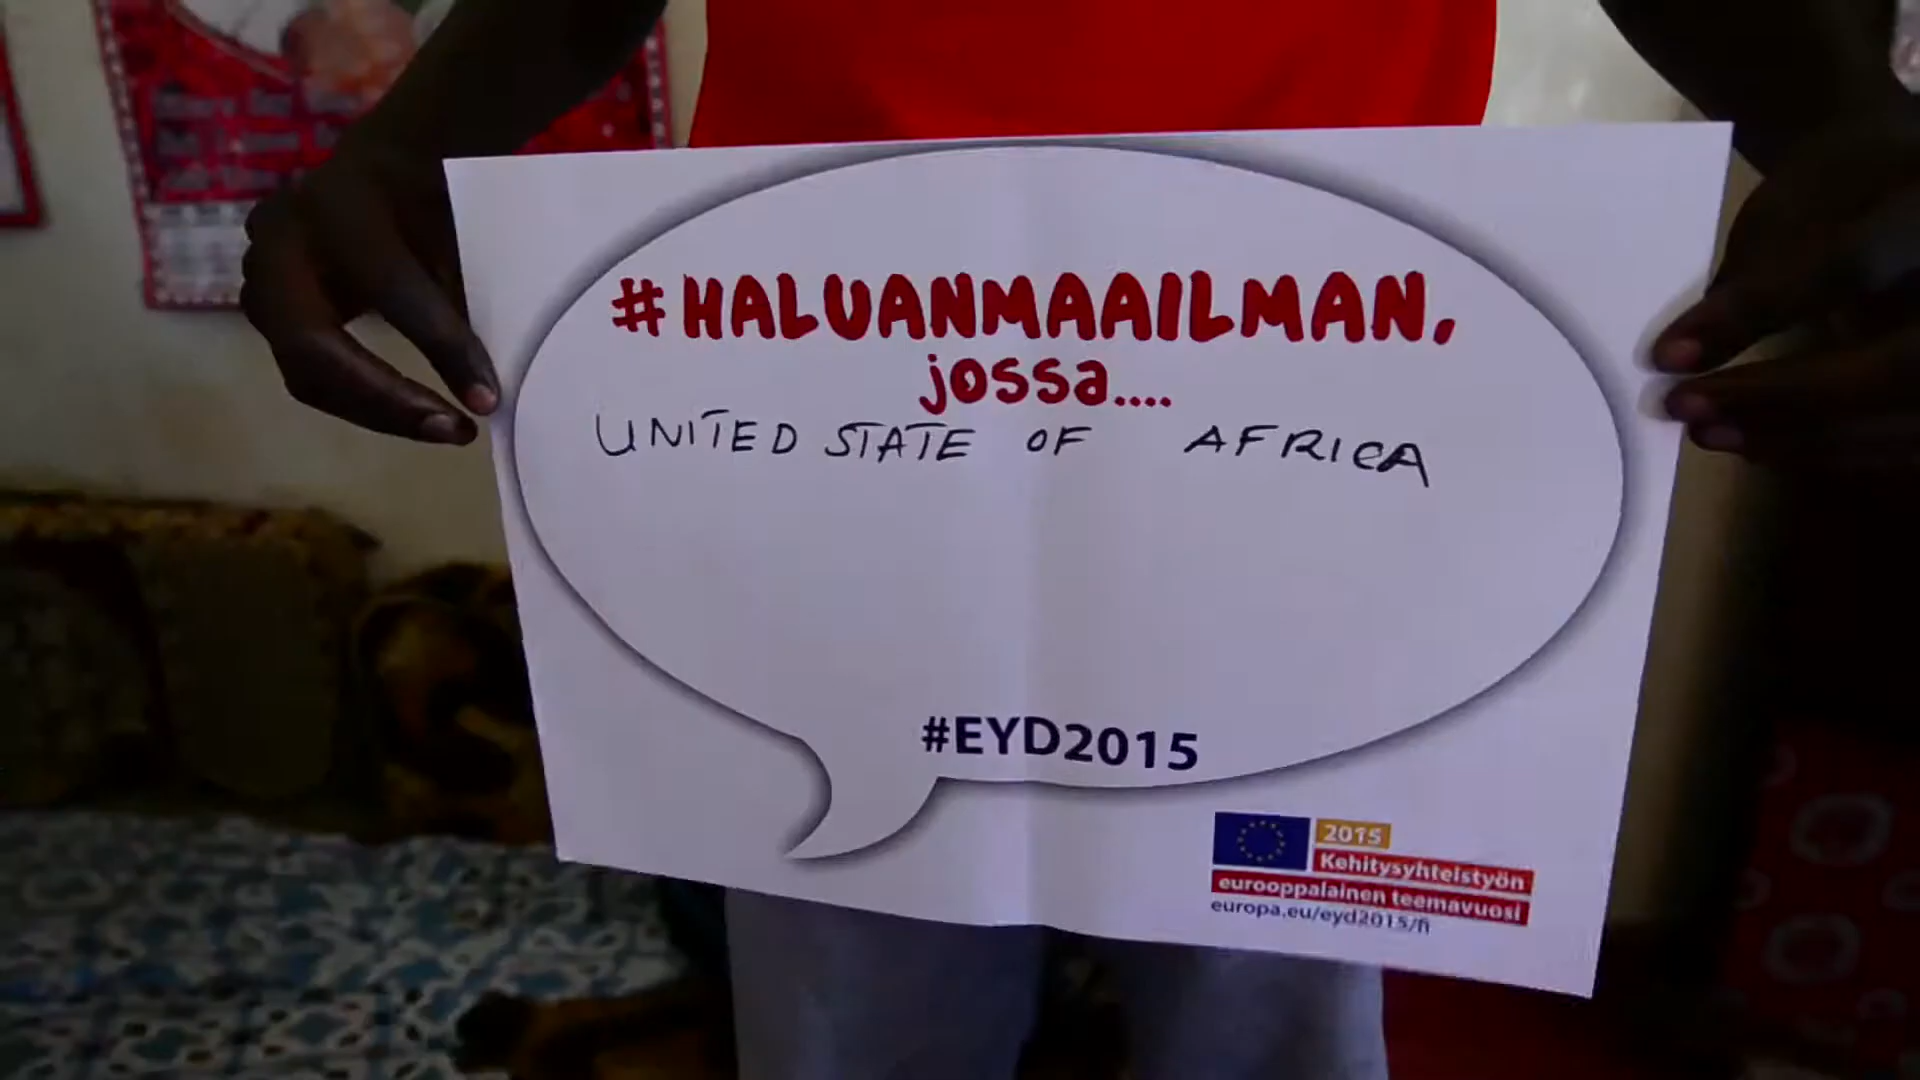 #HALUANMAAILMAN,
jossa....
UNITED STATE OF AFRICA
#EYD2015
2015
Kehitysyhteistyön
eurooppalainen teemavuosi
europa.eu/eyd2015/fi